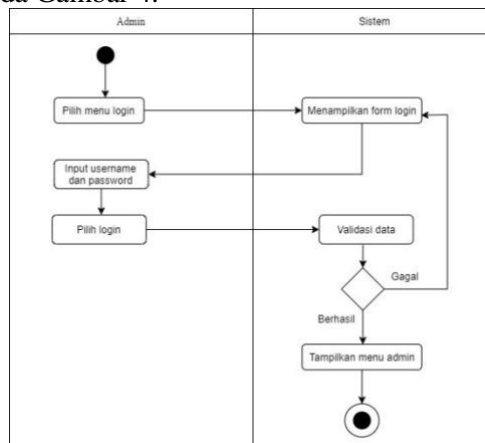 da Gambar 4.
Admin
Sistem
Pilih menu login
Menampilkan form login
Input username
dan password
Pilih login
Validasi data
Gagal
Berhasil
Tampilkan menu admin